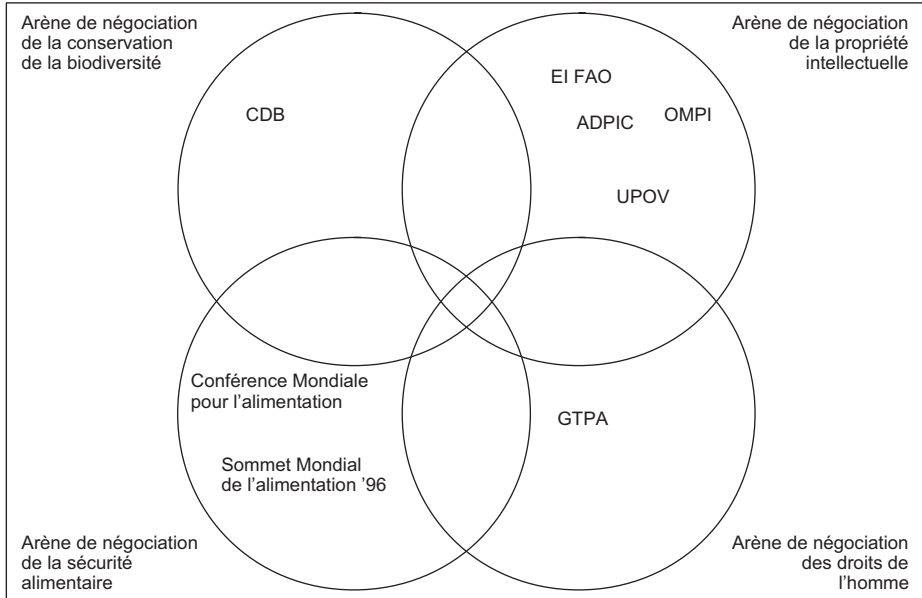 Arène de négociation
de la conservation
de la biodiversité
Arène de négociation
de la propriété
intellectuelle
EI FAO
CDB
ADPIC
OMPI
UPOV
Conférence Mondiale
pour l’alimentation
GTPA
Sommet Mondial
de l’alimentation ’96
Arène de négociation
de la sécurité
alimentaire
Arène de négociation
des droits de
l’homme